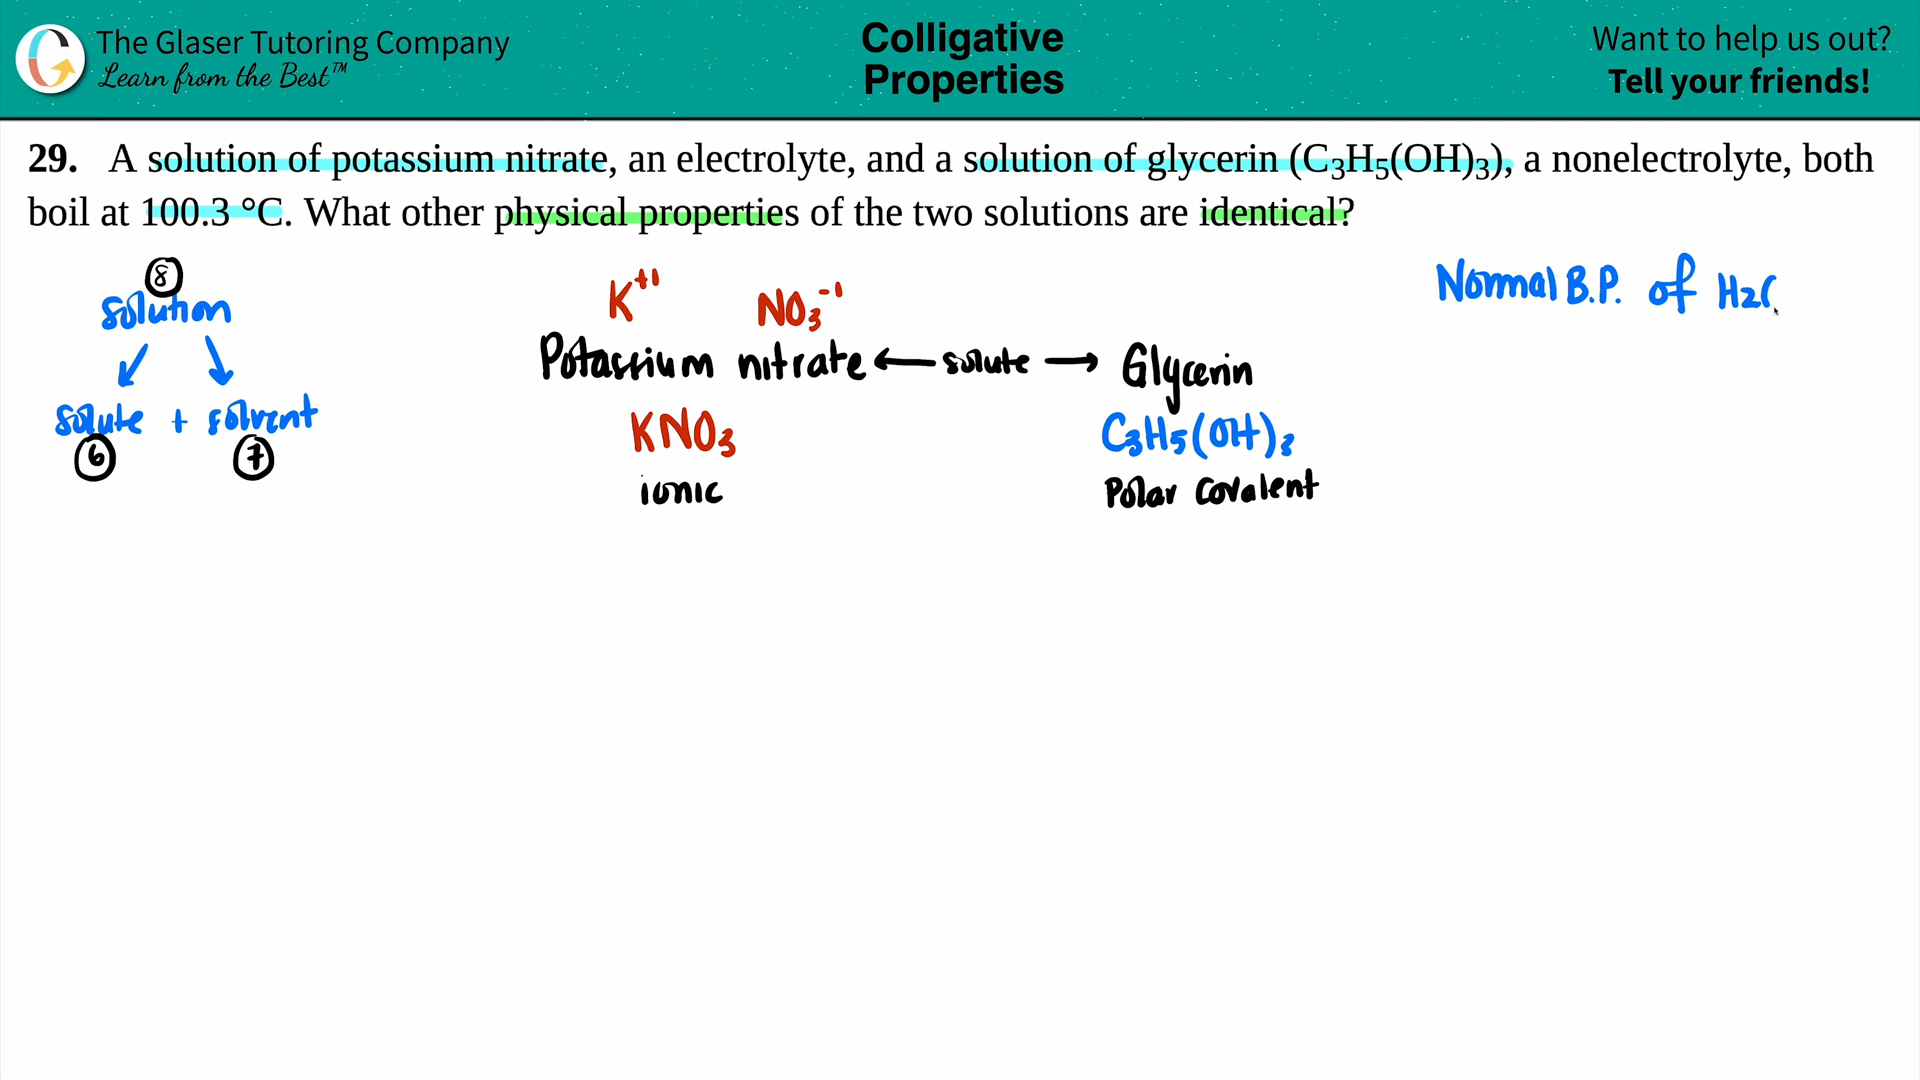 The Glaser Tutoring Company
Learn from the Best™
Colligative
Properties
Want to help us out?
Tell your friends!
29. A solution of potassium nitrate, an electrolyte, and a solution of glycerin (C₃H₅(OH)₃), a nonelectrolyte, both
boil at 100.3 °C. What other physical properties of the two solutions are identical?
⑧
solution
solute + solvent
⑥ ⑦
K⁺¹ NO₃⁻¹
Potassium nitrate ← solute → Glycerin
KNO₃ C₃H₅(OH)₃
ionic Polar Covalent
Normal B.P. of H₂